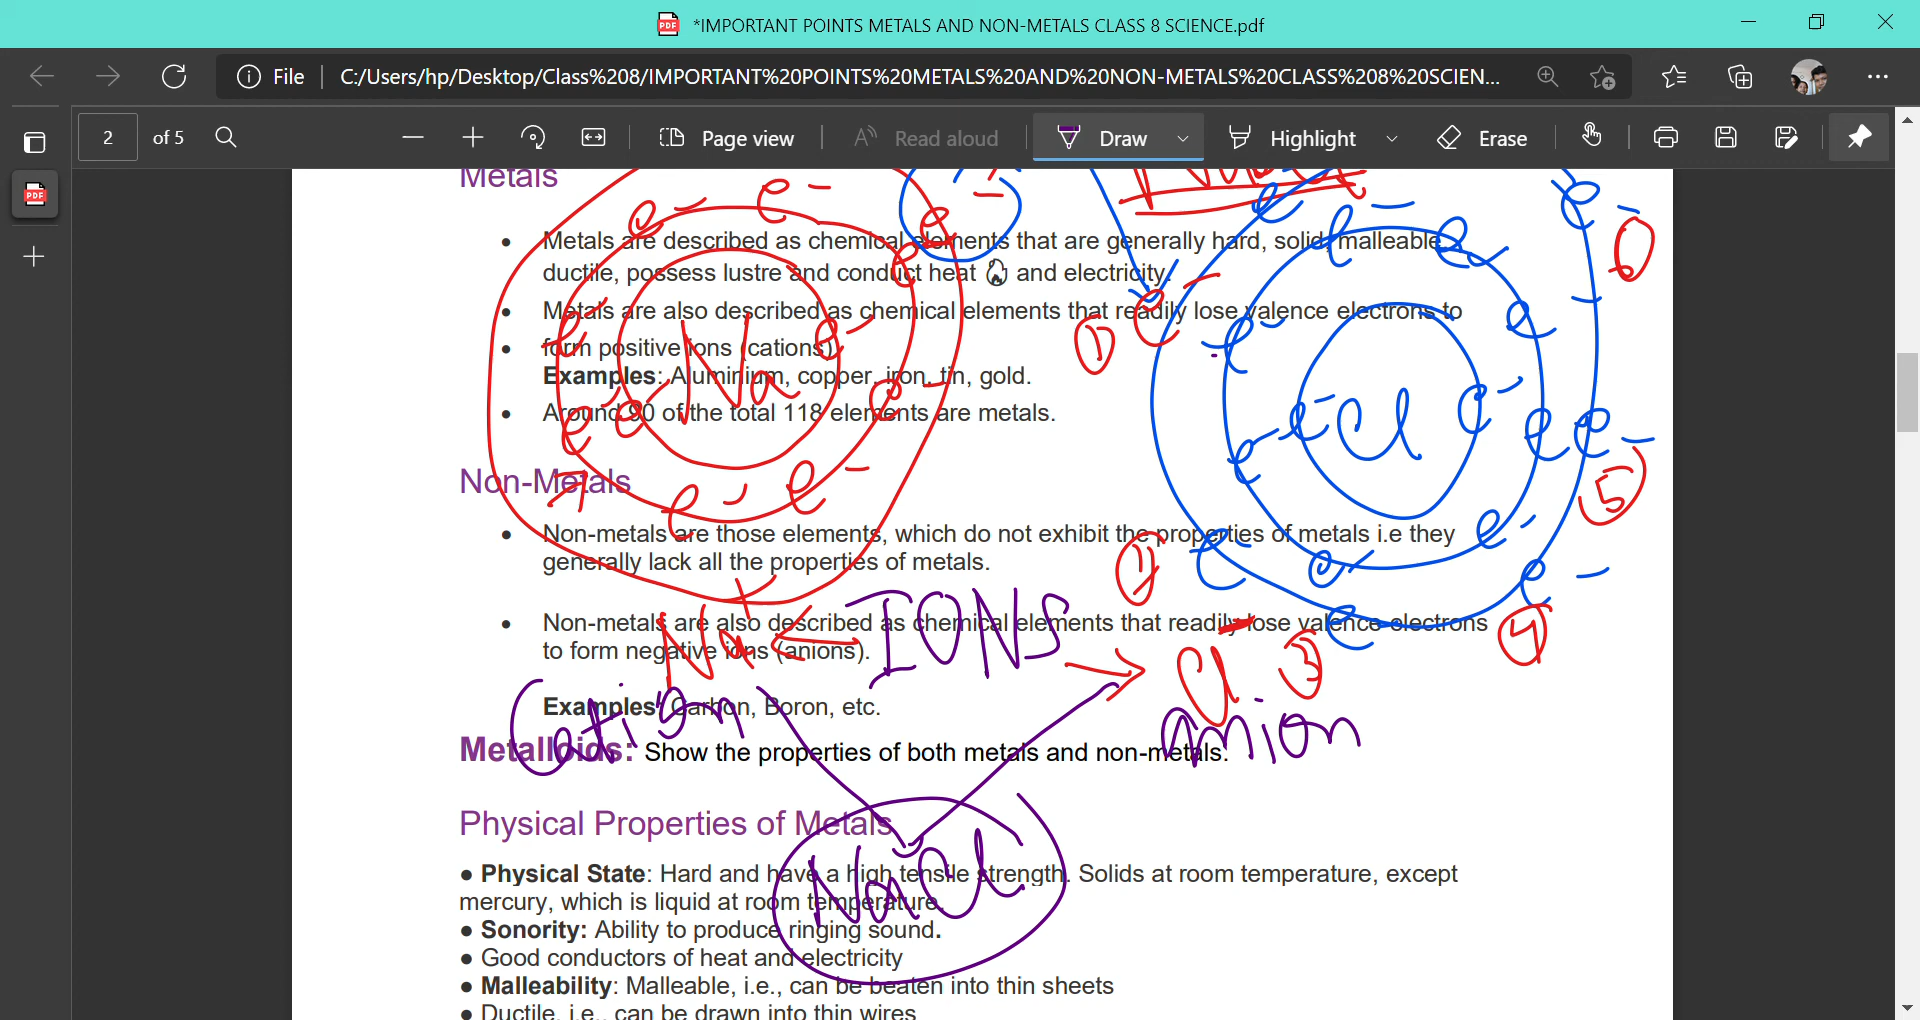 *IMPORTANT POINTS METALS AND NON-METALS CLASS 8 SCIENCE.pdf
File C:/Users/hp/Desktop/Class%208/IMPORTANT%20POINTS%20METALS%20AND%20NON-METALS%20CLASS%208%20SCIEN...
2 of 5 Page view Read aloud Draw Highlight Erase
Metals
• Metals are described as chemical elements that are generally hard, solid, malleable,
ductile, possess lustre and conduct heat and electricity.
• Metals are also described as chemical elements that readily lose valence electrons to
• form positive ions (cations)
Examples: Aluminium, copper, iron, tin, gold.
• Around 90 of the total 118 elements are metals.
Na
Cl
Non-Metals
• Non-metals are those elements, which do not exhibit the properties of metals i.e they
generally lack all the properties of metals.
IONS
• Non-metals are also described as chemical elements that readily lose valence electrons
to form negative ions (anions).
Na+
Cl-
Examples: Carbon, Boron, etc.
Cation
Anion
Metalloids: Show the properties of both metals and non-metals.
Physical Properties of Metals
NaCl
● Physical State: Hard and have a high tensile strength. Solids at room temperature, except
mercury, which is liquid at room temperature.
● Sonority: Ability to produce ringing sound.
● Good conductors of heat and electricity
● Malleability: Malleable, i.e., can be beaten into thin sheets
● Ductile, i.e., can be drawn into thin wires